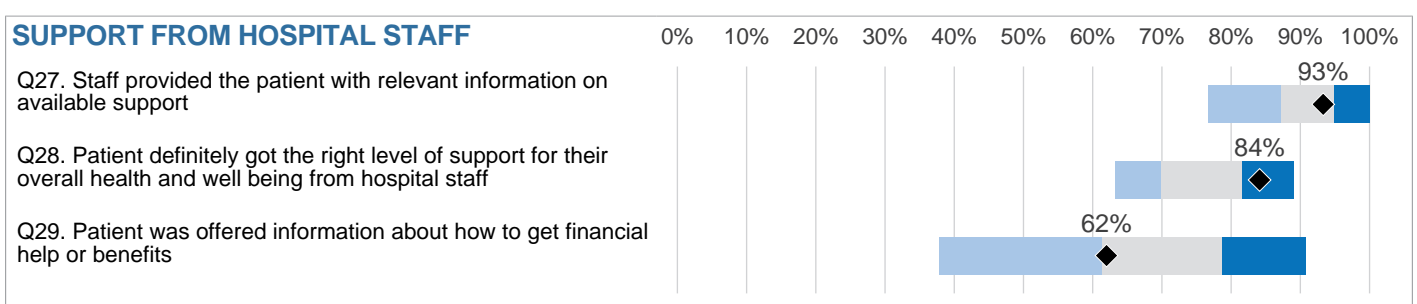 SUPPORT FROM HOSPITAL STAFF
0% 10% 20% 30% 40% 50% 60% 70% 80% 90% 100%
Q27. Staff provided the patient with relevant information on
available support
93%
Q28. Patient definitely got the right level of support for their
overall health and well being from hospital staff
84%
Q29. Patient was offered information about how to get financial
help or benefits
62%